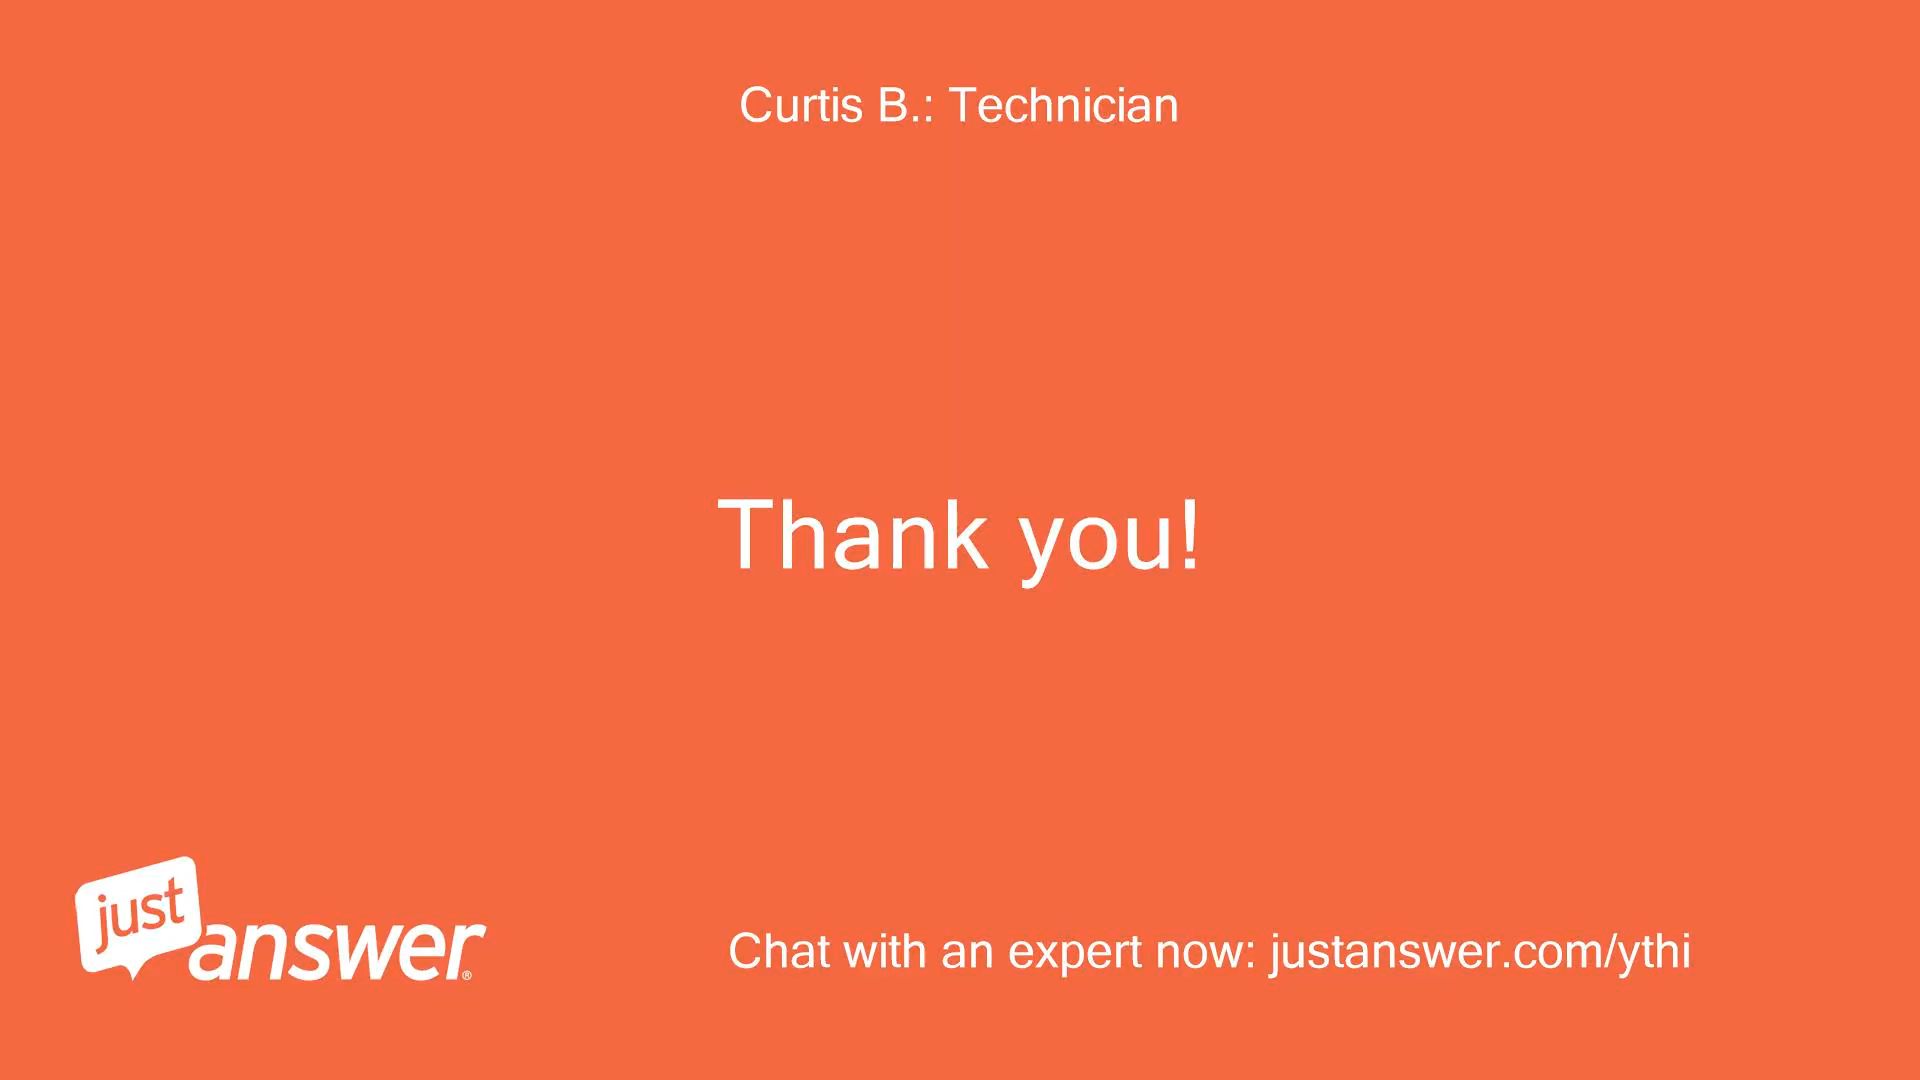 Curtis B.: Technician
Thank you!
just
answer®
Chat with an expert now: justanswer.com/ythi